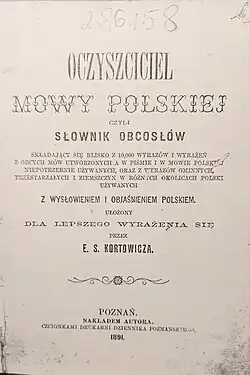 286158
OCZYSZCICIEL
MOWY POLSKIEJ
CZYLI
SŁOWNIK OBCOSŁÓW
SKŁADAJĄCY SIĘ BLISKO Z 10,000 WYRAZÓW I WYRAŻEŃ
Z OBCYCH MÓW UTWORZONYCH A W PIŚMIE I W MOWIE POLSKIEJ
NIEPOTRZEBNIE UŻYWANYCH, ORAZ Z WYRAZÓW GMINNYCH,
PRZESTARZAŁYCH I ZIEMSZCZYN W RÓŻNYCH OKOLICACH POLSKI
UŻYWANYCH
Z WYSŁOWIENIEM I OBJAŚNIENIEM POLSKIEM.
UŁOŻONY
DLA LEPSZEGO WYRAŻENIA SIĘ
PRZEZ
E. S. KORTOWICZA.
POZNAŃ.
NAKŁADEM AUTORA.
CZCIONKAMI DRUKARNI DZIENNIKA POZNAŃSKIEGO.
1891.